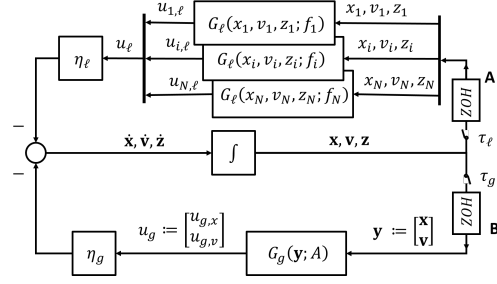 u_{1,ℓ} G_ℓ(x_1, v_1, z_1; f_1) x_1, v_1, z_1
η_ℓ u_ℓ u_{i,ℓ} G_ℓ(x_i, v_i, z_i; f_i) x_i, v_i, z_i
u_{N,ℓ} G_ℓ(x_N, v_N, z_N; f_N) x_N, v_N, z_N ZOH A
− τ_ℓ
ẋ, v̇, ż ∫ x, v, z
− τ_g
u_g := [u_{g,x} y := [x ZOH
u_{g,v}] v] B
η_g G_g(y; A)